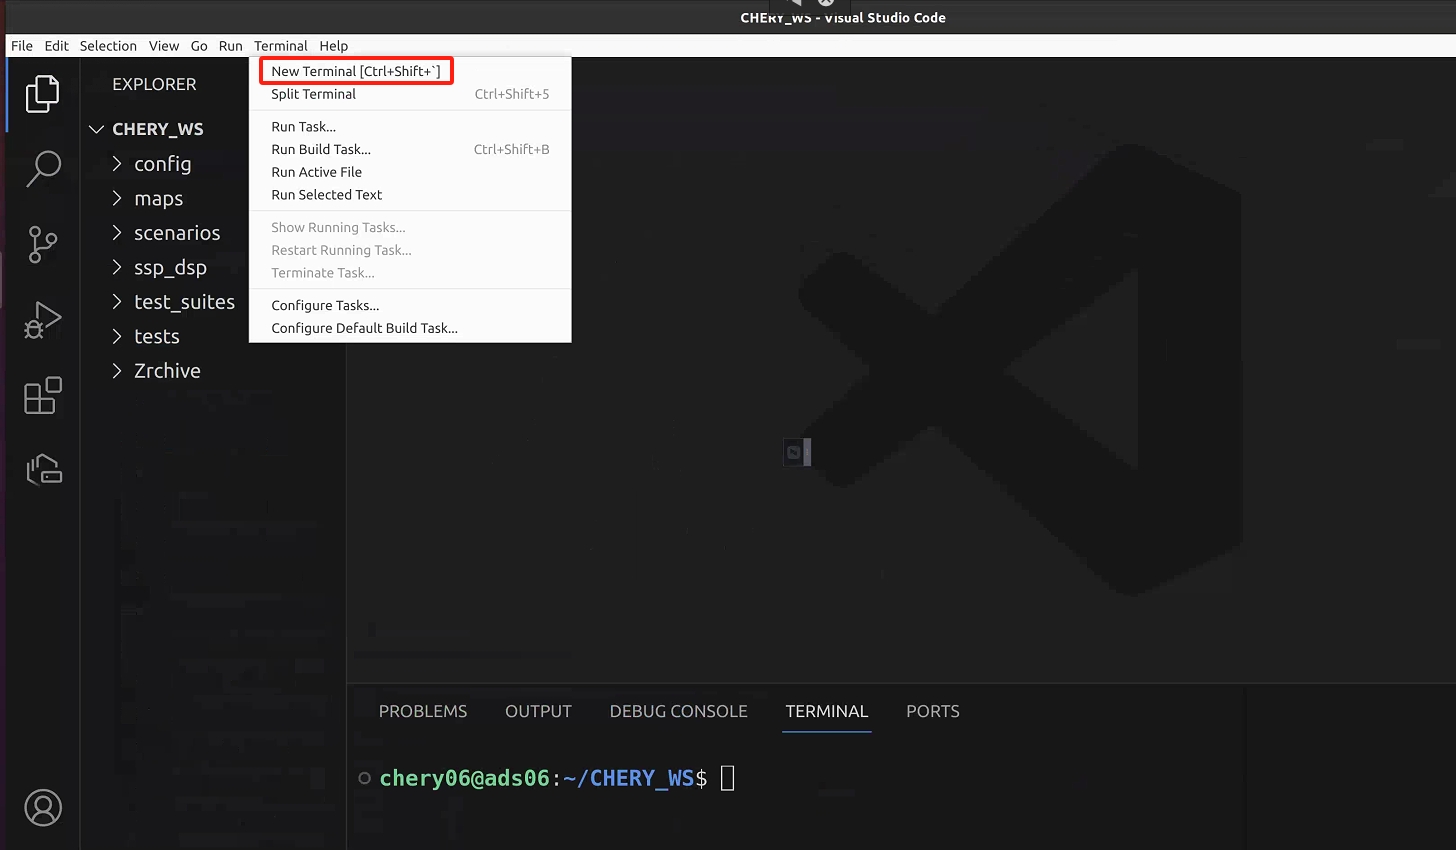 CHERY_WS - Visual Studio Code
File Edit Selection View Go Run Terminal Help
New Terminal [Ctrl+Shift+`]
Split Terminal Ctrl+Shift+5
Run Task...
Run Build Task... Ctrl+Shift+B
Run Active File
Run Selected Text
Show Running Tasks...
Restart Running Task...
Terminate Task...
Configure Tasks...
Configure Default Build Task...
EXPLORER
CHERY_WS
config
maps
scenarios
ssp_dsp
test_suites
tests
Zrchive
PROBLEMS OUTPUT DEBUG CONSOLE TERMINAL PORTS
chery06@ads06:~/CHERY_WS$